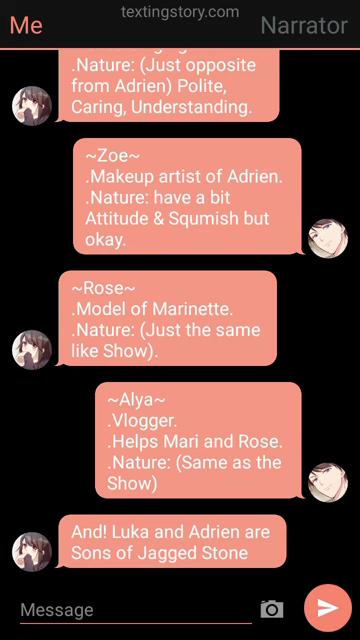 textingstory.com
Me
Narrator
.Nature: (Just opposite
from Adrien) Polite,
Caring, Understanding.
~Zoe~
.Makeup artist of Adrien.
.Nature: have a bit
Attitude & Squmish but
okay.
~Rose~
.Model of Marinette.
.Nature: (Just the same
like Show).
~Alya~
.Vlogger.
.Helps Mari and Rose.
.Nature: (Same as the
Show)
And! Luka and Adrien are
Sons of Jagged Stone
Message